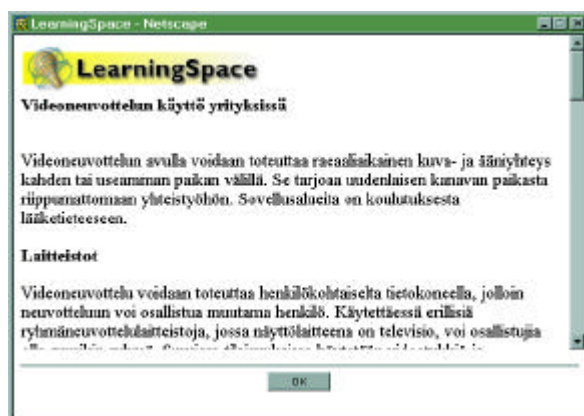 LearningSpace - Netscape
LearningSpace
Videoneuvottelun käyttö yrityksissä
Videoneuvottelun avulla voidaan toteuttaa raeaaliaikainen kuva- ja ääniyhteys
kahden tai useamman paikan välillä. Se tarjoaa uudenlaisen kanavan paikasta
riippumattomaan yhteistyöhön. Sovellusalueita on koulutuksesta
lääketieteeseen.
Laitteistot
Videoneuvottelu voidaan toteuttaa henkilökohtaiselta tietokoneella, jolloin
neuvotteluun voi osallistua muutama henkilö. Käytettäessä erillisiä
ryhmäneuvottelulaitteistoja, jossa näyttölaitteena on televisio, voi osallistujia
OK